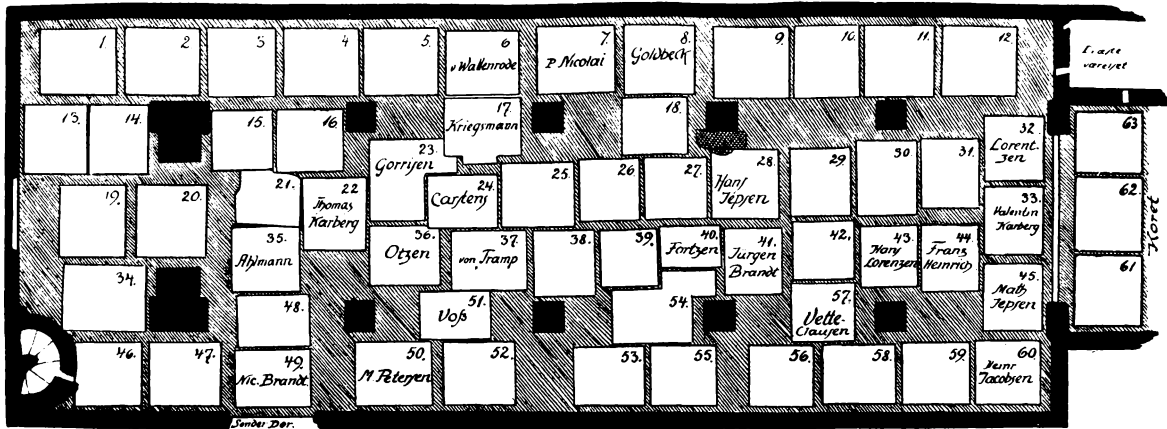 1.
2.
3
4
5.
6
v Wallenrode
7.
P Nicolai
8.
Goldbeck
9.
10.
11.
12.
13.
14.
15.
16.
17.
Kriegsmann
18.
19.
20.
21.
22
Thomas
Karberg
23.
Gorrisen
24.
Carstens
25.
26
27.
28.
Hans
Jepsen
29
30.
31.
32.
Lorent-
zen
33.
Valentin
Karberg
34.
35.
Ahlmann
36.
Otzen
37.
von Tramp
38.
39.
40.
Fortzen
41.
Jürgen
Brandt
42.
43.
Hans
Lorenzen
44.
Franz
Heinrich
45.
Math
Jepsen
46.
47.
48.
49.
Nic. Brandt
50.
M. Petersen
51.
Voß
52.
53.
54.
55.
56.
57.
Vette-
Clausen
58.
59.
60
Heinr
Jacobsen
61
62.
63
Koret
Sonder Dør.